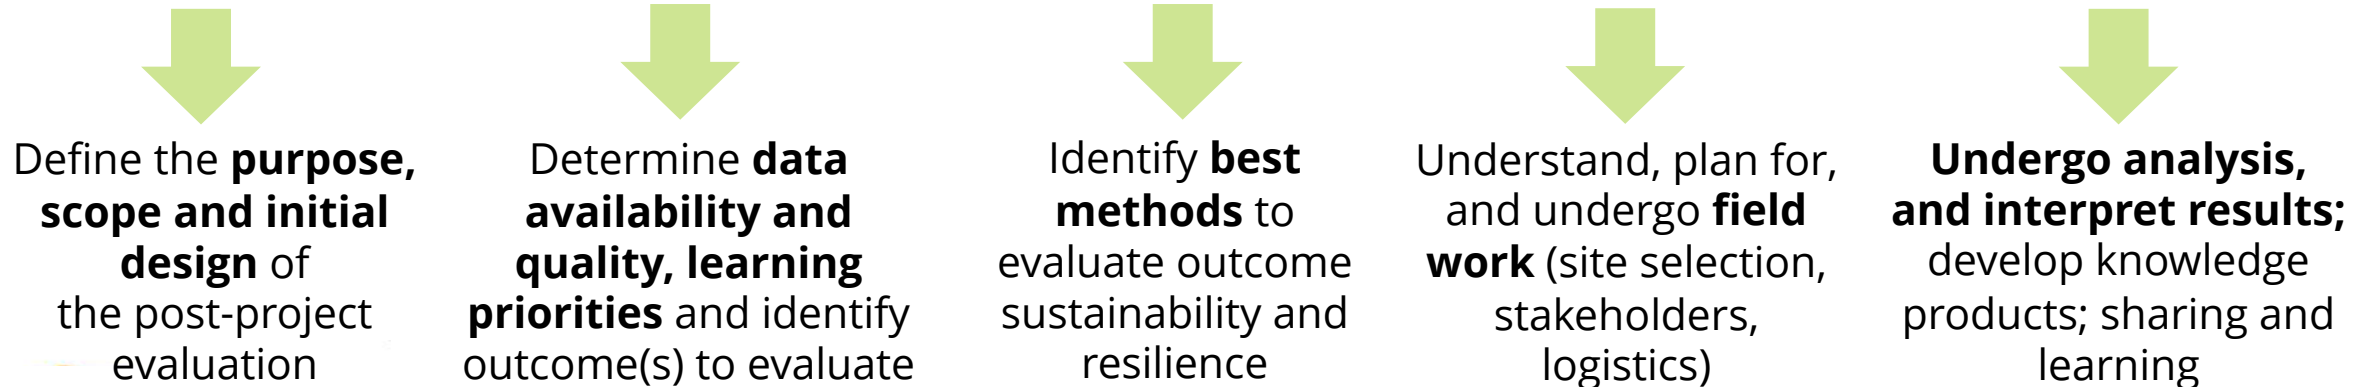 Define the purpose,
scope and initial
design of
the post-project
evaluation
Determine data
availability and
quality, learning
priorities and identify
outcome(s) to evaluate
Identify best
methods to
evaluate outcome
sustainability and
resilience
Understand, plan for,
and undergo field
work (site selection,
stakeholders,
logistics)
Undergo analysis,
and interpret results;
develop knowledge
products; sharing and
learning